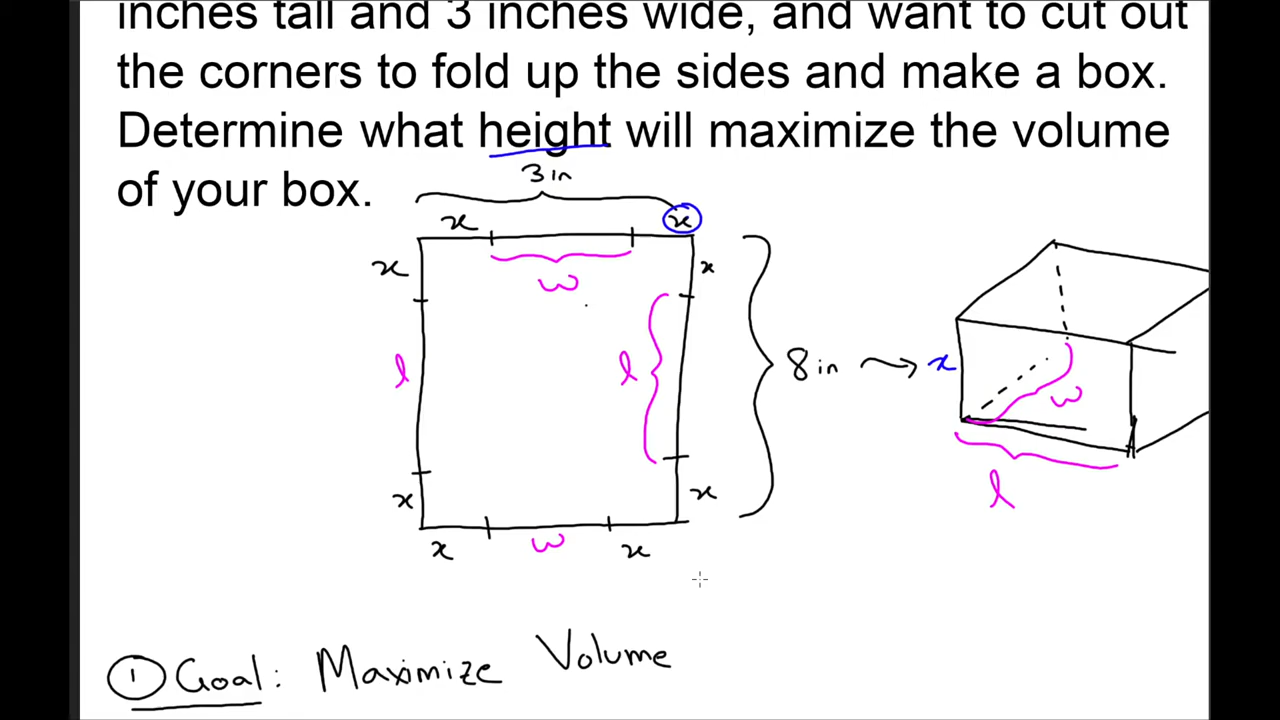 inches tall and 3 inches wide, and want to cut out
the corners to fold up the sides and make a box.
Determine what height will maximize the volume
of your box.
3 in
x
x
x
w
x
l
l
8 in
x
w
l
x
x
x
w
x
① Goal: Maximize Volume